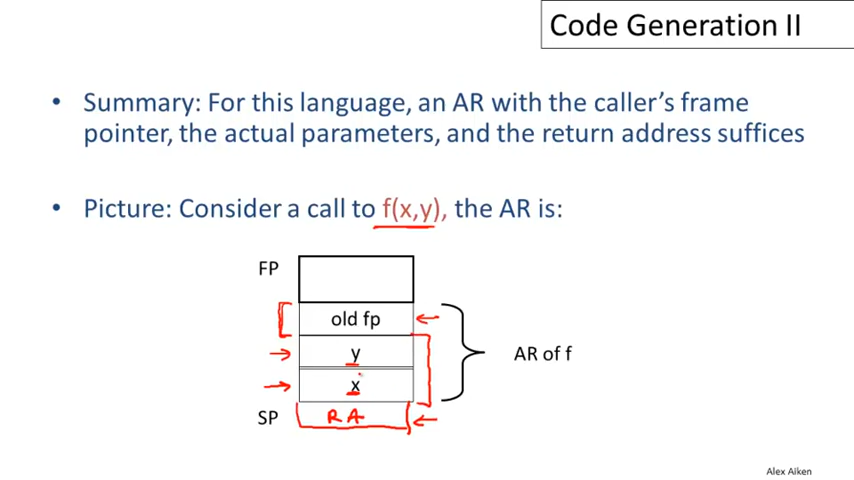 Code Generation II
• Summary: For this language, an AR with the caller's frame
pointer, the actual parameters, and the return address suffices
• Picture: Consider a call to f(x,y), the AR is:
FP
old fp
y
AR of f
x
SP
RA
Alex Aiken